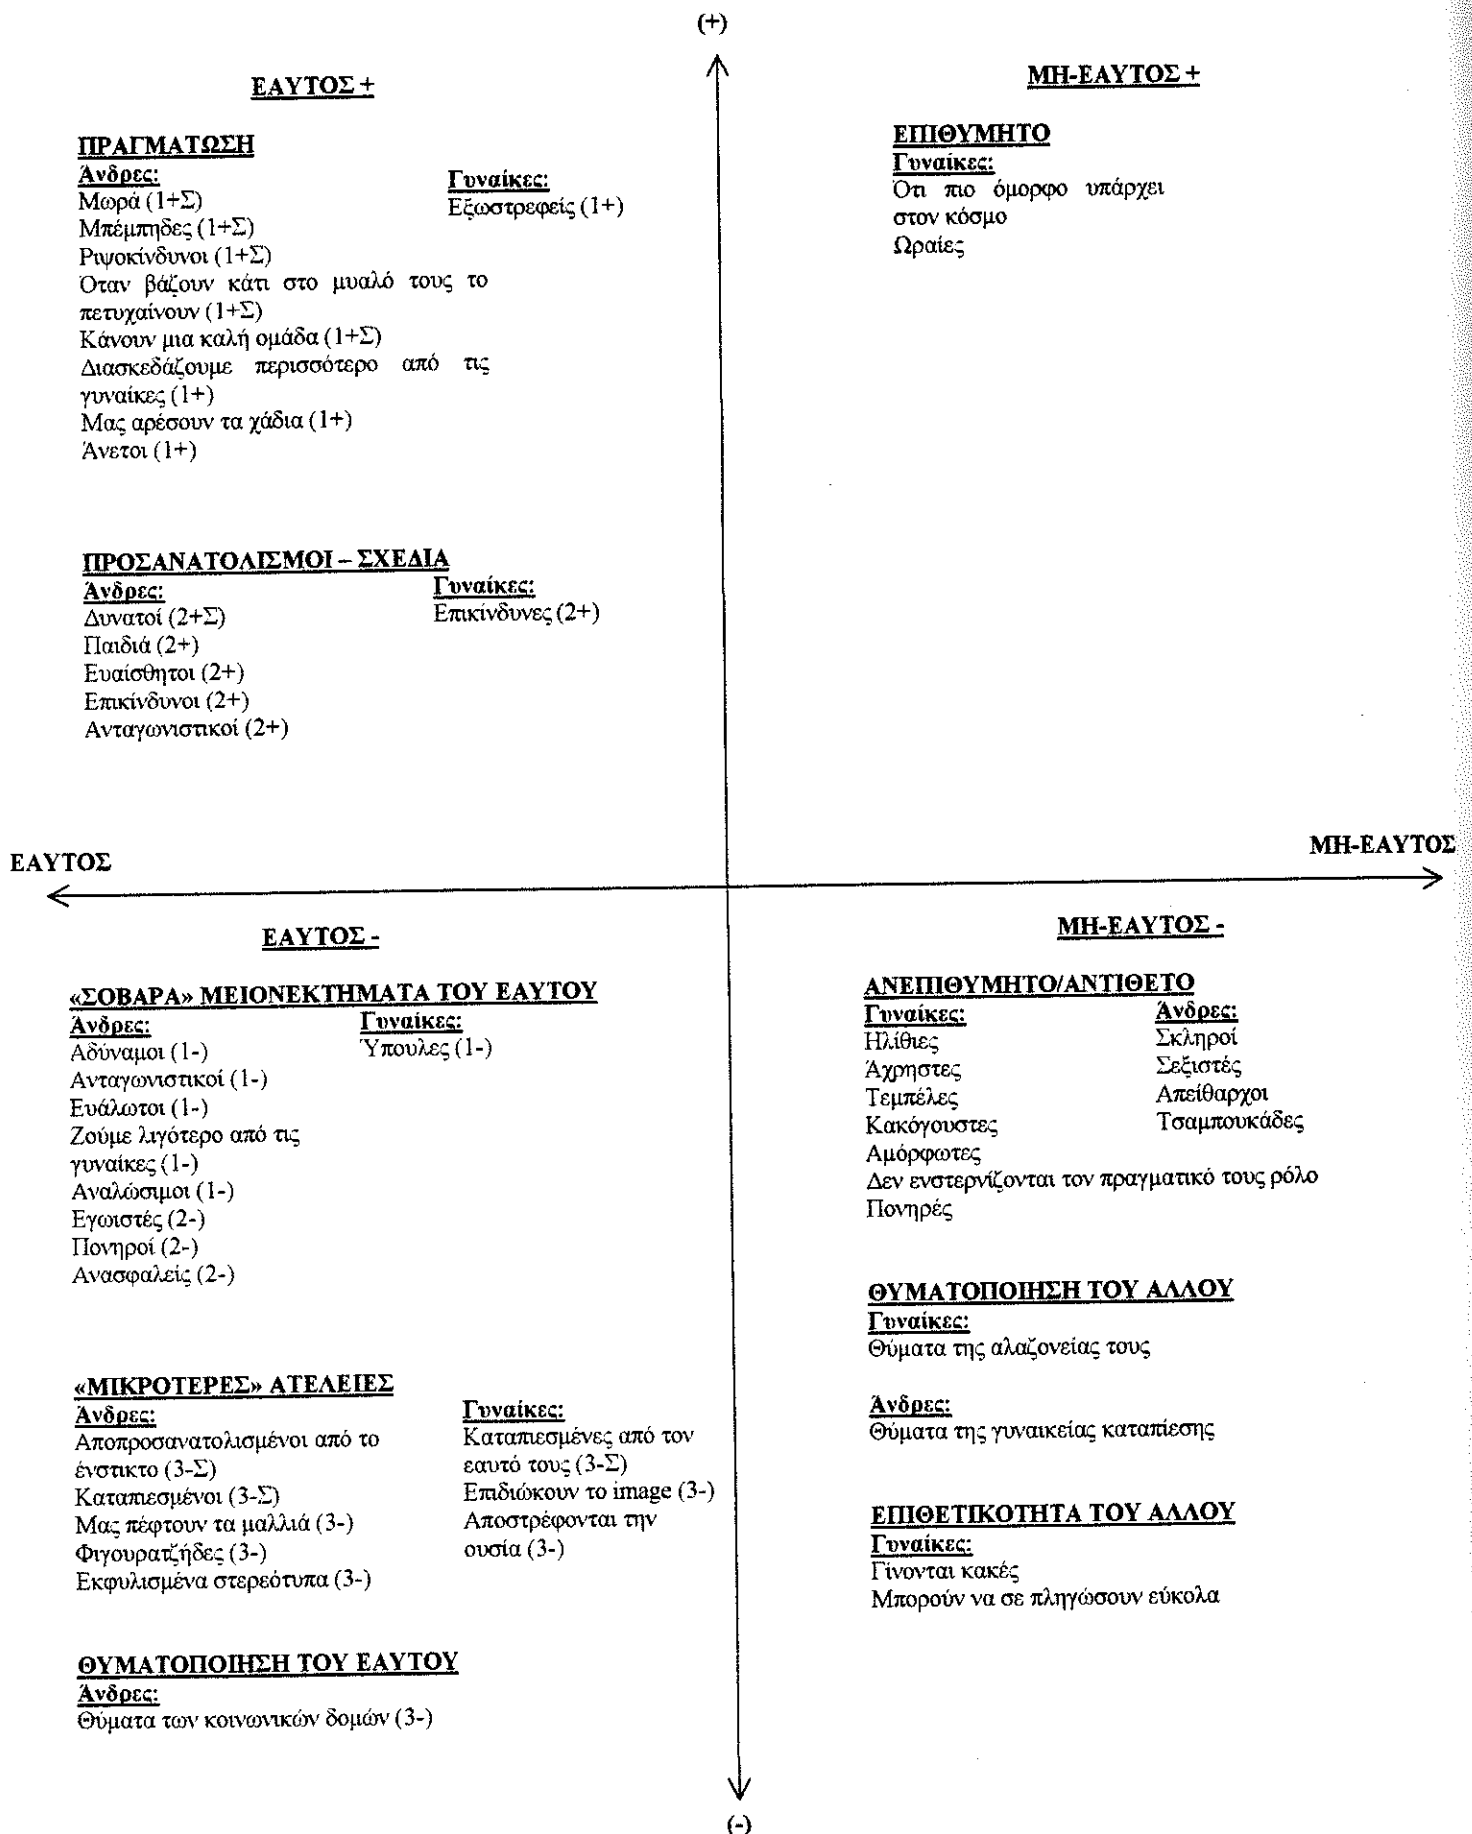 (+)
ΕΑΥΤΟΣ +
ΠΡΑΓΜΑΤΩΣΗ
Άνδρες:
Μωρά (1+Σ)
Μπέμπηδες (1+Σ)
Ριψοκίνδυνοι (1+Σ)
Όταν βάζουν κάτι στο μυαλό τους το
πετυχαίνουν (1+Σ)
Κάνουν μια καλή ομάδα (1+Σ)
Διασκεδάζουμε περισσότερο από τις
γυναίκες (1+)
Μας αρέσουν τα χάδια (1+)
Άνετοι (1+)
Γυναίκες:
Εξωστρεφείς (1+)
ΠΡΟΣΑΝΑΤΟΛΙΣΜΟΙ – ΣΧΕΔΙΑ
Άνδρες:
Δυνατοί (2+Σ)
Παιδιά (2+)
Ευαίσθητοι (2+)
Επικίνδυνοι (2+)
Ανταγωνιστικοί (2+)
Γυναίκες:
Επικίνδυνες (2+)
ΜΗ-ΕΑΥΤΟΣ +
ΕΠΙΘΥΜΗΤΟ
Γυναίκες:
Ότι πιο όμορφο υπάρχει
στον κόσμο
Ωραίες
ΕΑΥΤΟΣ
ΜΗ-ΕΑΥΤΟΣ
ΕΑΥΤΟΣ -
«ΣΟΒΑΡΑ» ΜΕΙΟΝΕΚΤΗΜΑΤΑ ΤΟΥ ΕΑΥΤΟΥ
Άνδρες:
Αδύναμοι (1-)
Ανταγωνιστικοί (1-)
Ευάλωτοι (1-)
Ζούμε λιγότερο από τις
γυναίκες (1-)
Αναλώσιμοι (1-)
Εγωιστές (2-)
Πονηροί (2-)
Ανασφαλείς (2-)
Γυναίκες:
Ύπουλες (1-)
«ΜΙΚΡΟΤΕΡΕΣ» ΑΤΕΛΕΙΕΣ
Άνδρες:
Αποπροσανατολισμένοι από το
ένστικτο (3-Σ)
Καταπιεσμένοι (3-Σ)
Μας πέφτουν τα μαλλιά (3-)
Φιγουρατζήδες (3-)
Εκφυλισμένα στερεότυπα (3-)
Γυναίκες:
Καταπιεσμένες από τον
εαυτό τους (3-Σ)
Επιδιώκουν το image (3-)
Αποστρέφονται την
ουσία (3-)
ΘΥΜΑΤΟΠΟΙΗΣΗ ΤΟΥ ΕΑΥΤΟΥ
Άνδρες:
Θύματα των κοινωνικών δομών (3-)
ΜΗ-ΕΑΥΤΟΣ -
ΑΝΕΠΙΘΥΜΗΤΟ/ΑΝΤΙΘΕΤΟ
Γυναίκες:
Ηλίθιες
Άχρηστες
Τεμπέλες
Κακόγουστες
Αμόρφωτες
Δεν ενστερνίζονται τον πραγματικό τους ρόλο
Πονηρές
Άνδρες:
Σκληροί
Σεξιστές
Απείθαρχοι
Τσαμπουκάδες
ΘΥΜΑΤΟΠΟΙΗΣΗ ΤΟΥ ΑΛΛΟΥ
Γυναίκες:
Θύματα της αλαζονείας τους
Άνδρες:
Θύματα της γυναικείας καταπίεσης
ΕΠΙΘΕΤΙΚΟΤΗΤΑ ΤΟΥ ΑΛΛΟΥ
Γυναίκες:
Γίνονται κακές
Μπορούν να σε πληγώσουν εύκολα
(-)